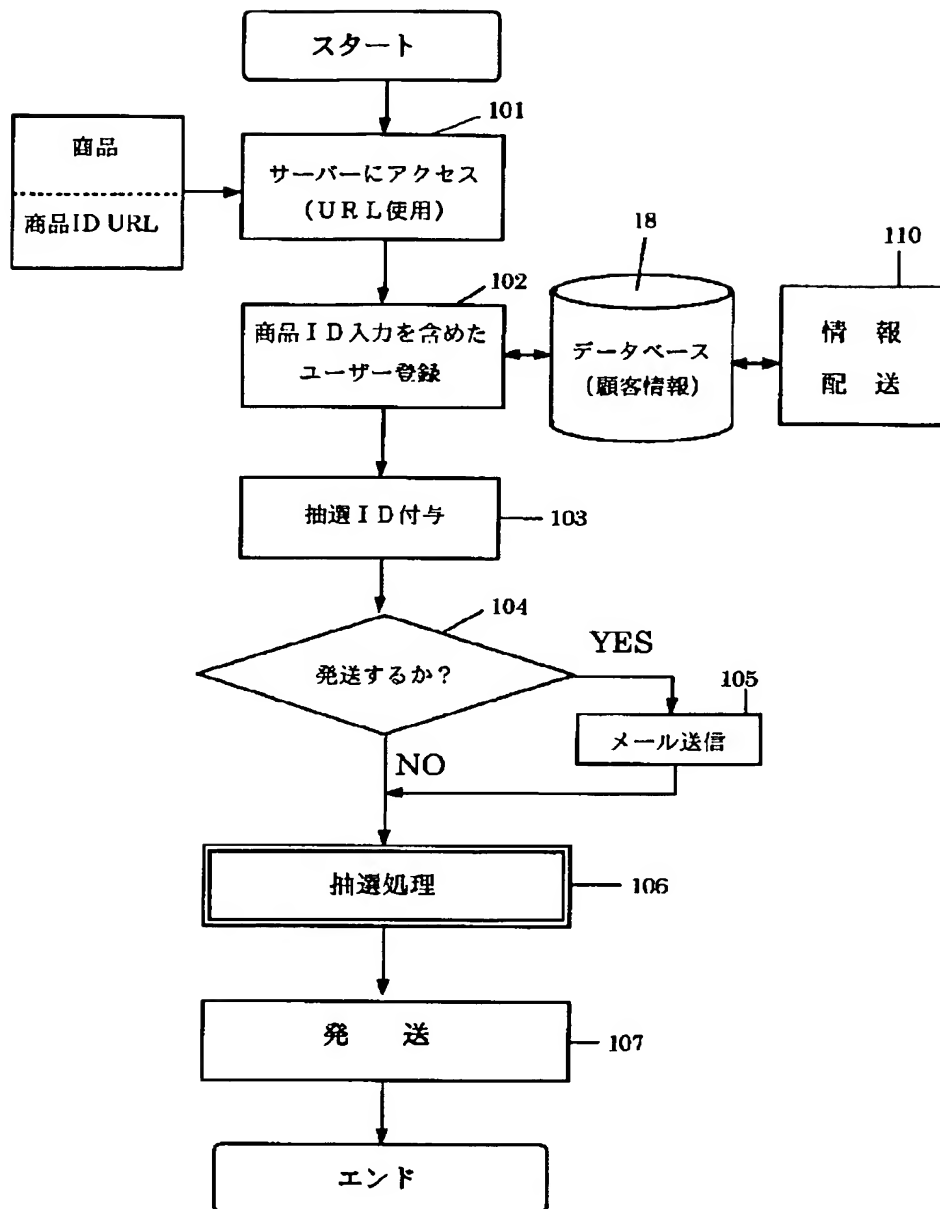 スタート
101
商品
商品ID URL
サーバーにアクセス
(URL使用)
102
商品ID入力を含めた
ユーザー登録
18
データベース
(顧客情報)
110
情 報
配 送
抽選ID付与
103
104
発送するか?
YES
105
メール送信
NO
抽選処理
106
発 送
107
エンド